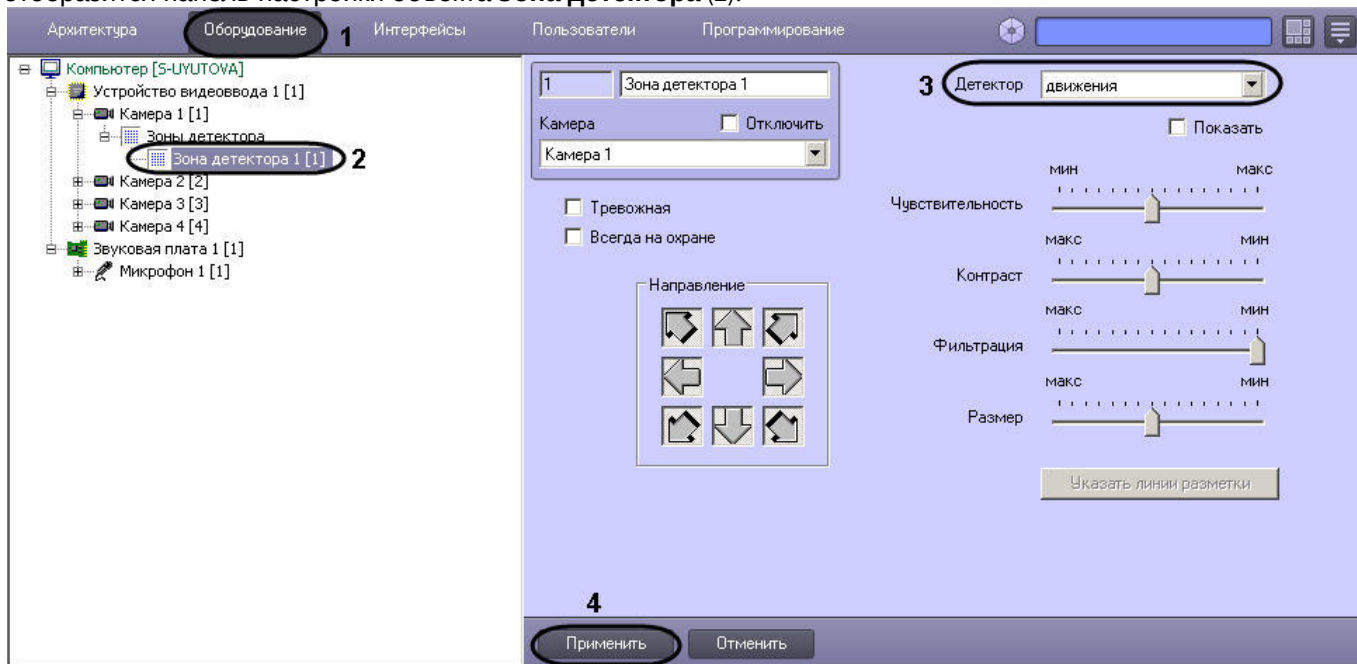 отобразится панель настройки объекта Зона детектора (2).
Архитектура Оборудование 1 Интерфейсы Пользователи Программирование
Компьютер [S-UYUTOVA]
Устройство видеоввода 1 [1]
Камера 1 [1]
Зоны детектора
Зона детектора 1 [1] 2
Камера 2 [2]
Камера 3 [3]
Камера 4 [4]
Звуковая плата 1 [1]
Микрофон 1 [1]
1 Зона детектора 1
Камера Отключить
Камера 1
Тревожная
Всегда на охране
Направление
3 Детектор движения
Показать
мин макс
Чувствительность
макс мин
Контраст
макс мин
Фильтрация
макс мин
Размер
Указать линии разметки
4
Применить Отменить